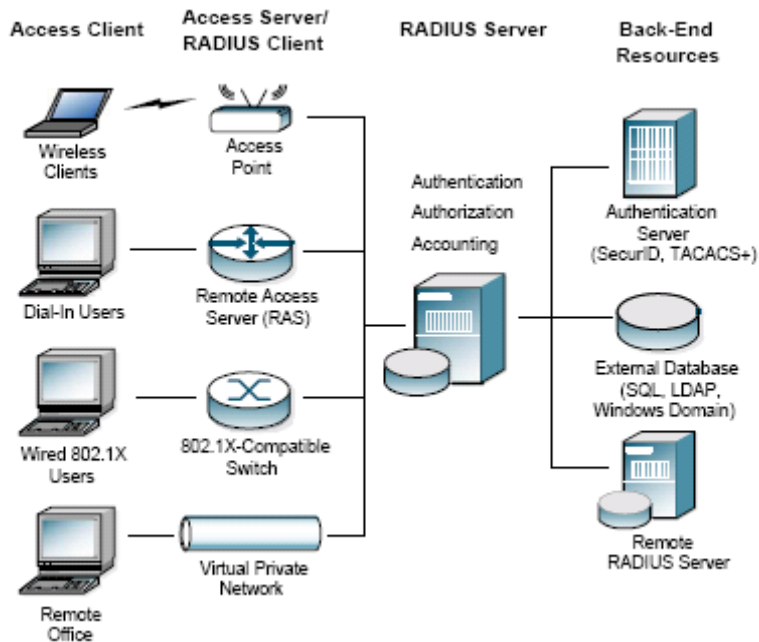 Access Client
Access Server/
RADIUS Client
RADIUS Server
Back-End
Resources
Wireless
Clients
Access
Point
Authentication
Authorization
Accounting
Authentication
Server
(SecurID, TACACS+)
Dial-In Users
Remote Access
Server (RAS)
External Database
(SQL, LDAP,
Windows Domain)
Wired 802.1X
Users
802.1X-Compatible
Switch
Remote
RADIUS Server
Remote
Office
Virtual Private
Network